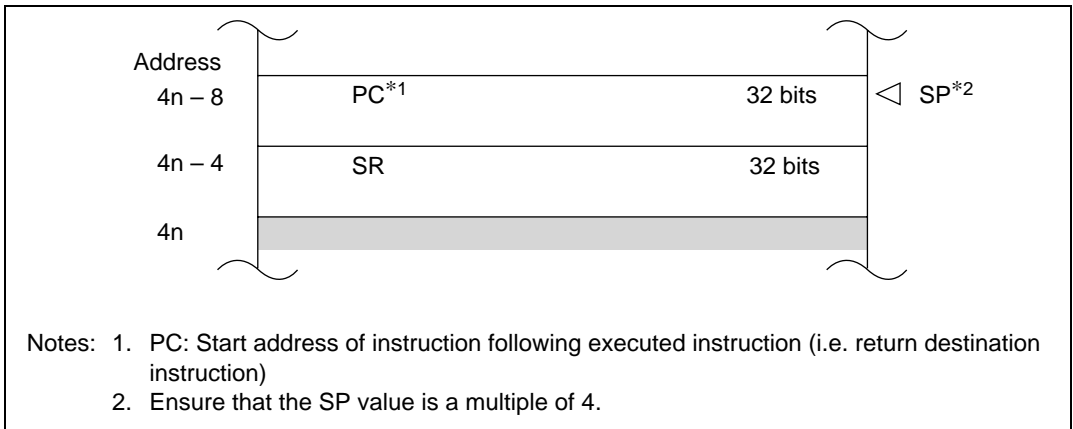 Address
4n – 8 PC*1 32 bits ◁ SP*2
4n – 4 SR 32 bits
4n
Notes: 1. PC: Start address of instruction following executed instruction (i.e. return destination
instruction)
2. Ensure that the SP value is a multiple of 4.